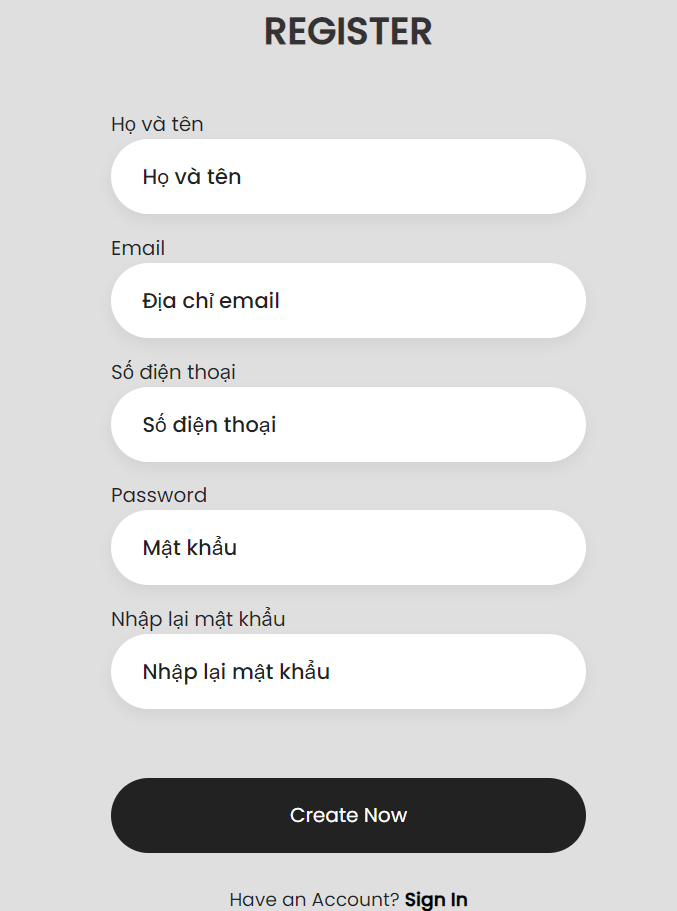 REGISTER
Họ và tên
Họ và tên
Email
Địa chỉ email
Số điện thoại
Số điện thoại
Password
Mật khẩu
Nhập lại mật khẩu
Nhập lại mật khẩu
Create Now
Have an Account? Sign In